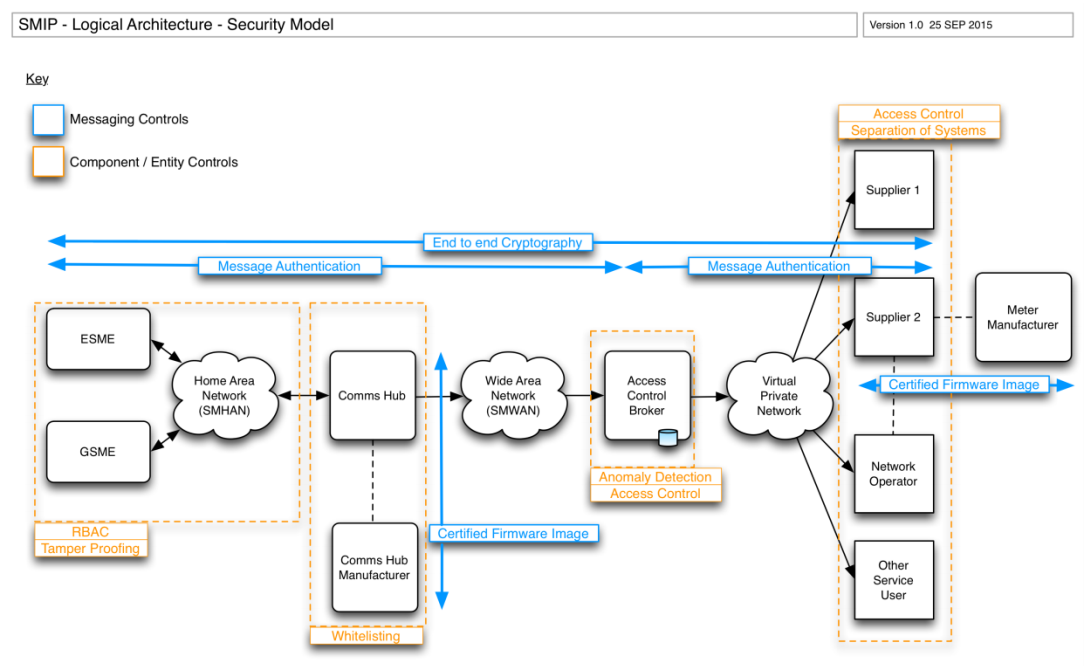 SMIP - Logical Architecture - Security Model
Version 1.0 25 SEP 2015
Key
Messaging Controls
Component / Entity Controls
Access Control
Separation of Systems
Supplier 1
End to end Cryptography
Message Authentication
Message Authentication
ESME
GSME
Home Area
Network
(SMHAN)
Comms Hub
Wide Area
Network
(SMWAN)
Access
Control
Broker
Virtual
Private
Network
Supplier 2
Meter
Manufacturer
Certified Firmware Image
Network
Operator
Anomaly Detection
Access Control
RBAC
Tamper Proofing
Certified Firmware Image
Comms Hub
Manufacturer
Other
Service
User
Whitelisting